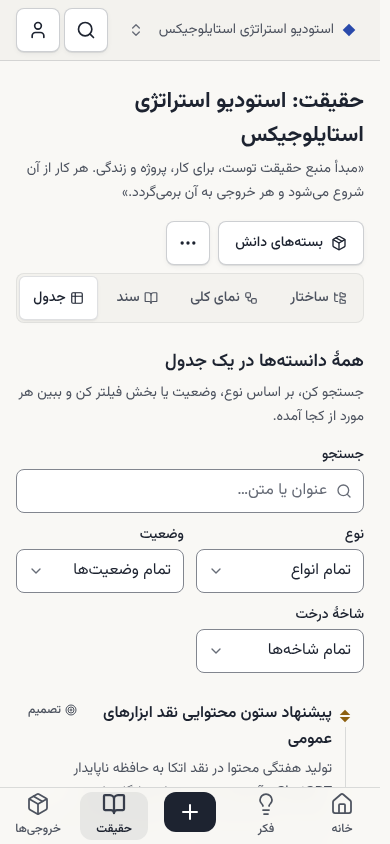 استودیو استراتژی استایلوجیکس
حقیقت: استودیو استراتژی
استایلوجیکس
«مبدأ منبع حقیقت توست، برای کار، پروژه و زندگی. هر کار از آن
شروع می‌شود و هر خروجی به آن برمی‌گردد.»
بسته‌های دانش
ساختار
نمای کلی
سند
جدول
همهٔ دانسته‌ها در یک جدول
جستجو کن، بر اساس نوع، وضعیت یا بخش فیلتر کن و ببین هر
مورد از کجا آمده.
جستجو
عنوان یا متن...
نوع
وضعیت
تمام انواع
تمام وضعیت‌ها
شاخهٔ درخت
تمام شاخه‌ها
پیشنهاد ستون محتوایی نقد ابزارهای
عمومی
تصمیم
تولید هفتگی محتوا در نقد اتکا به حافظه ناپایدار
خانه
فکر
حقیقت
خروجی‌ها